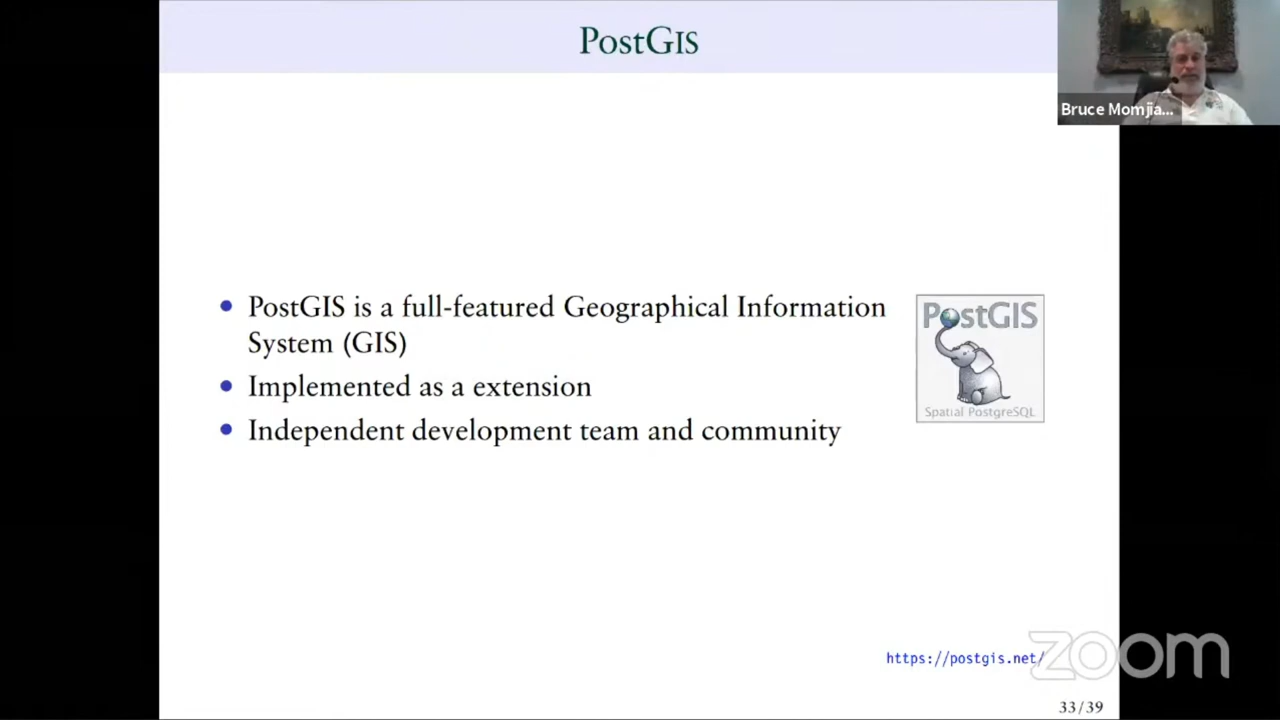 PostGIS
Bruce Momjia...
• PostGIS is a full-featured Geographical Information
System (GIS)
• Implemented as a extension
• Independent development team and community
PostGIS
Spatial PostgreSQL
https://postgis.net/
zoom
33/39